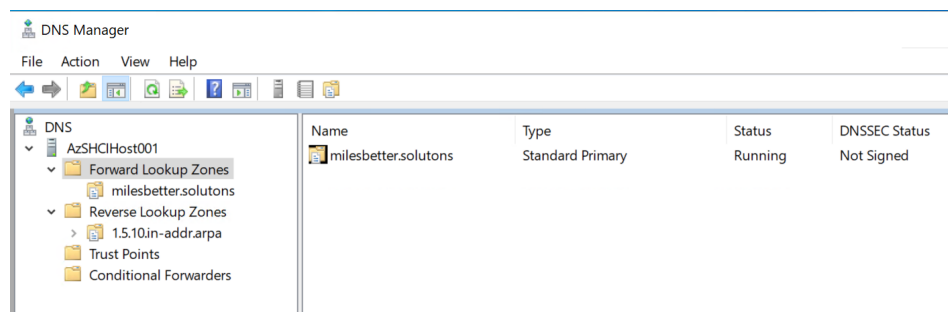 DNS Manager
File Action View Help
DNS
AzSHCIHost001
Forward Lookup Zones
milesbetter.solutons
Reverse Lookup Zones
1.5.10.in-addr.arpa
Trust Points
Conditional Forwarders
Name Type Status DNSSEC Status
milesbetter.solutons Standard Primary Running Not Signed